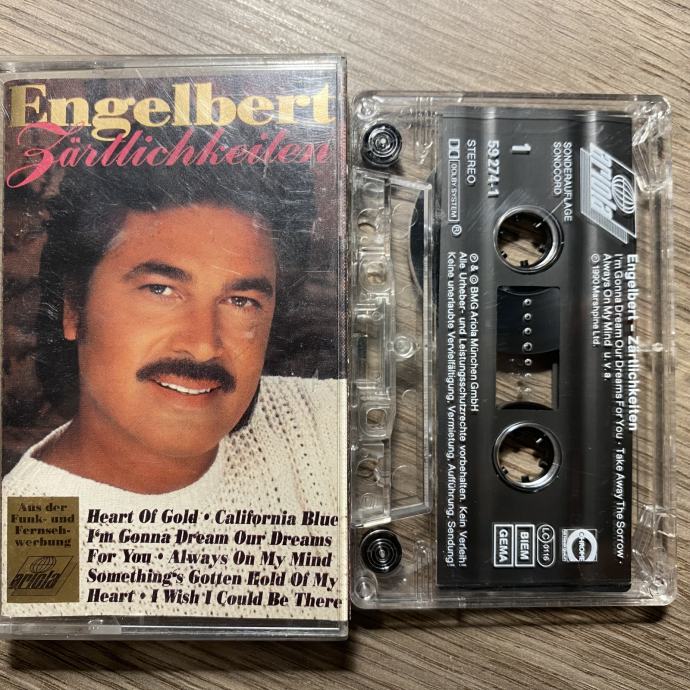 Engelbert
Zärtlichkeiten
Aus der
Funk- und
Fernseh-
werbung
ariola
Heart Of Gold · California Blue
I'm Gonna Dream Our Dreams
For You · Always On My Mind
Something's Gotten Hold Of My
Heart · I Wish I Could Be There
ariola
SONDERAUFLAGE
SONOCORD
1
59 274-1
STEREO
DOLBY SYSTEM ®
Engelbert – Zärtlichkeiten
I'm Gonna Dream Our Dreams For You · Take Away The Sorrow ·
Always On My Mind u. v. a.
℗ 1990 Marshpine Ltd.
℗ & © BMG Ariola München GmbH
Alle Urheber- und Leistungsschutzrechte vorbehalten. Kein Verleih!
Keine unerlaubte Vervielfältigung, Vermietung, Aufführung, Sendung!
CHROME
LC 0116
BIEM
GEMA